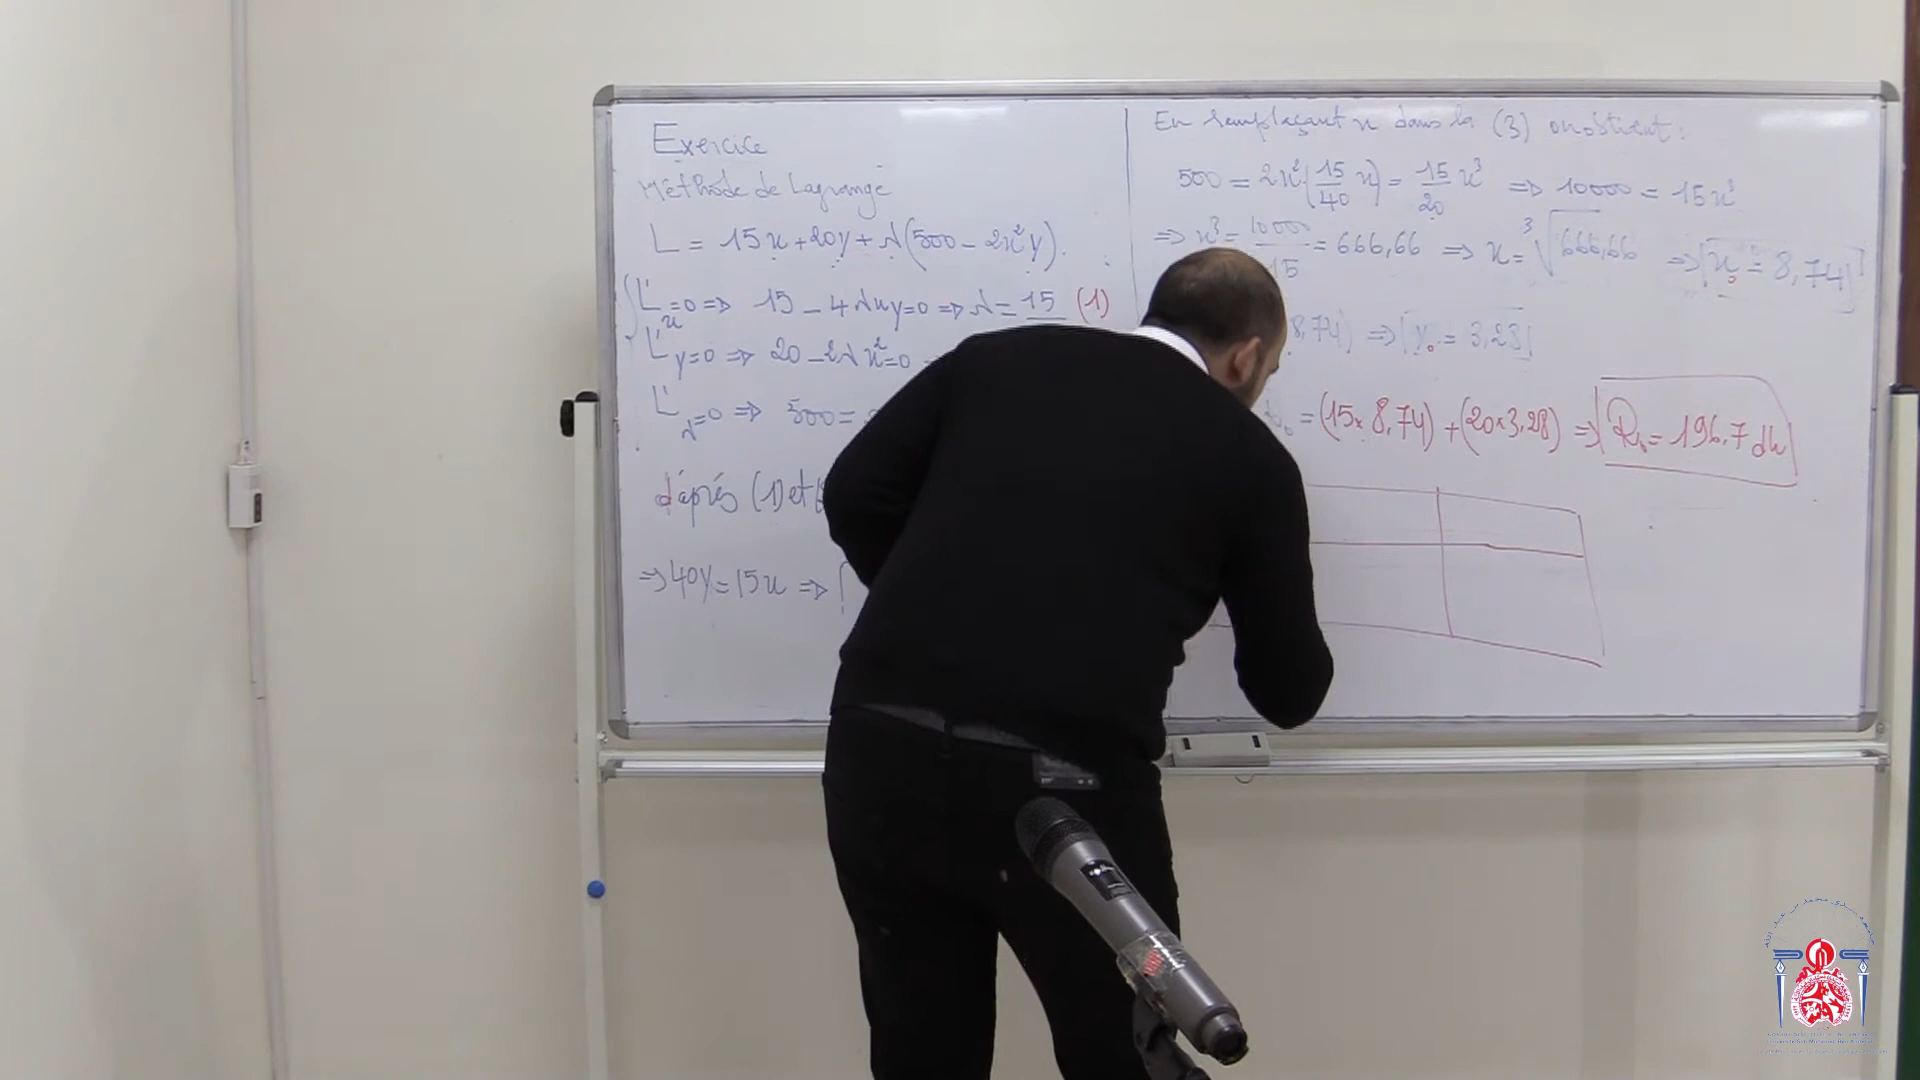 Exercice
Méthode de Lagrange
L = 15x + 20y + λ(500 - 2x²y).
L'x=0 => 15 - 4λxy=0 => λ = 15 (1)
L'y=0 => 20 - 2λx²=0
L'λ=0 => 500 =
d'après (1) et
=> 40y = 15x =>
En remplaçant x dans la (3) on obtient :
500 = 2x²(15/40 x) = 15/20 x³ => 10000 = 15x³
=> x³ = 10000/15 = 666,66 => x = ³√666,66 => x₀ = 8,74
8,74) => y₀ = 3,28
= (15 x 8,74) + (20 x 3,28) => R₀ = 196,7 dh